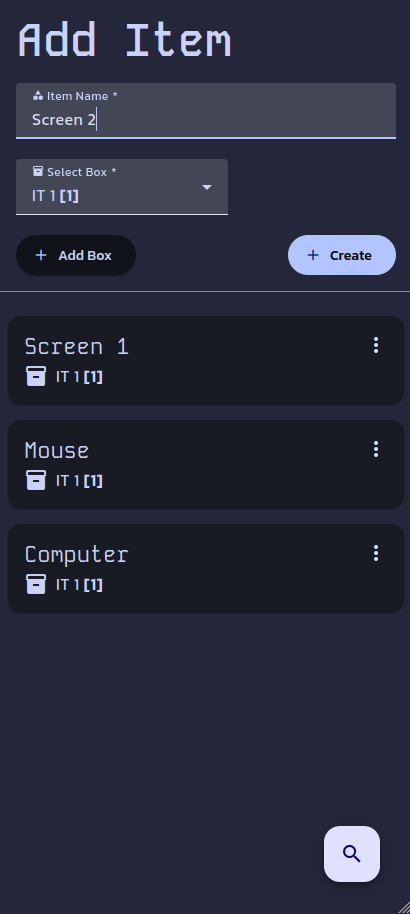 Add Item
Item Name *
Screen 2
Select Box *
IT 1 [1]
Add Box
Create
Screen 1
IT 1 [1]
Mouse
IT 1 [1]
Computer
IT 1 [1]